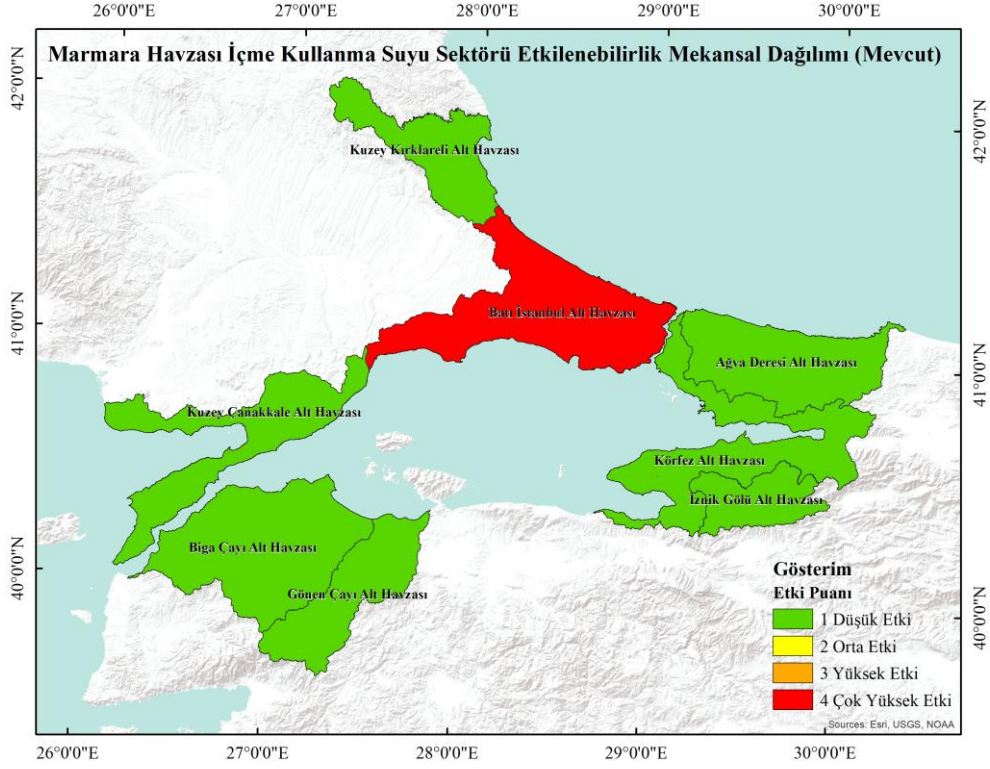 26°0'0"E 27°0'0"E 28°0'0"E 29°0'0"E 30°0'0"E
Marmara Havzası İçme Kullanma Suyu Sektörü Etkilenebilirlik Mekansal Dağılımı (Mevcut)
42°0'0"N
42°0'0"N
Kuzey Kırklareli Alt Havzası
Batı İstanbul Alt Havzası
41°0'0"N
41°0'0"N
Ağva Deresi Alt Havzası
Kuzey Çanakkale Alt Havzası
Körfez Alt Havzası
İznik Gölü Alt Havzası
Biga Çayı Alt Havzası
40°0'0"N
Gönen Çayı Alt Havzası
40°0'0"N
Gösterim
Etki Puanı
1 Düşük Etki
2 Orta Etki
3 Yüksek Etki
4 Çok Yüksek Etki
Sources: Esri, USGS, NOAA
26°0'0"E 27°0'0"E 28°0'0"E 29°0'0"E 30°0'0"E